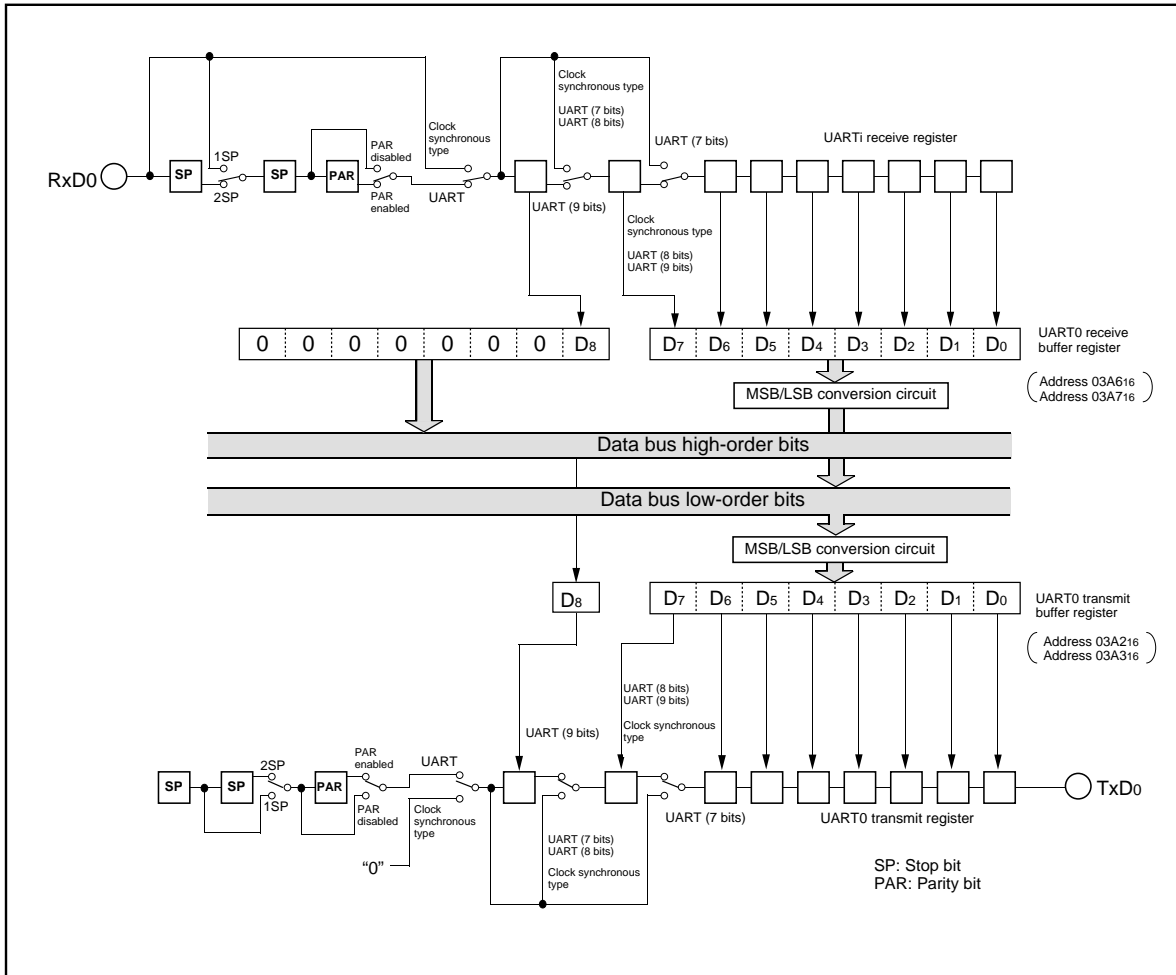 Clock
synchronous type
UART (7 bits)
UART (8 bits)
UART (7 bits)
UARTi receive register
Clock
synchronous
type
PAR
disabled
1SP
2SP
RxD0
SP
SP
PAR
PAR
enabled
UART
UART (9 bits)
Clock
synchronous type
UART (8 bits)
UART (9 bits)
0 0 0 0 0 0 0 D8
D7 D6 D5 D4 D3 D2 D1 D0
UART0 receive
buffer register
Address 03A616
Address 03A716
MSB/LSB conversion circuit
Data bus high-order bits
Data bus low-order bits
MSB/LSB conversion circuit
D8
D7 D6 D5 D4 D3 D2 D1 D0
UART0 transmit
buffer register
Address 03A216
Address 03A316
UART (8 bits)
UART (9 bits)
Clock synchronous
type
UART (9 bits)
SP
SP
2SP
1SP
PAR
PAR
enabled
PAR
disabled
UART
Clock
synchronous
type
“0”
UART (7 bits)
UART (8 bits)
Clock synchronous
type
UART (7 bits)
UART0 transmit register
TxD0
SP: Stop bit
PAR: Parity bit